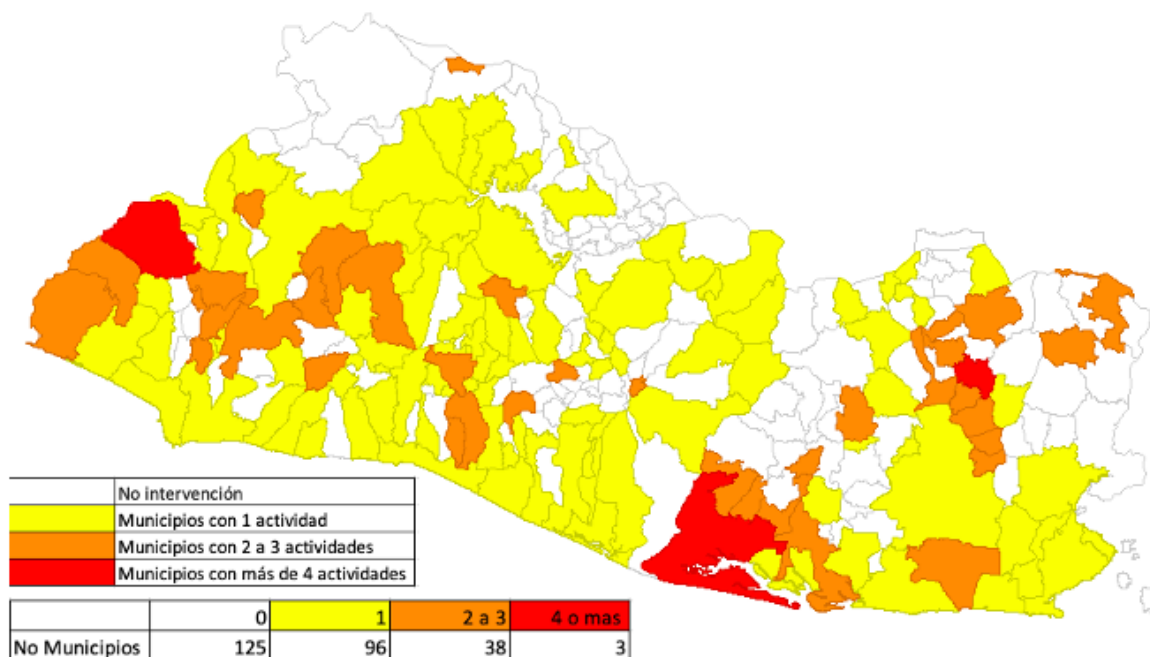 No intervención
Municipios con 1 actividad
Municipios con 2 a 3 actividades
Municipios con más de 4 actividades
0 1 2 a 3 4 o mas
No Municipios 125 96 38 3